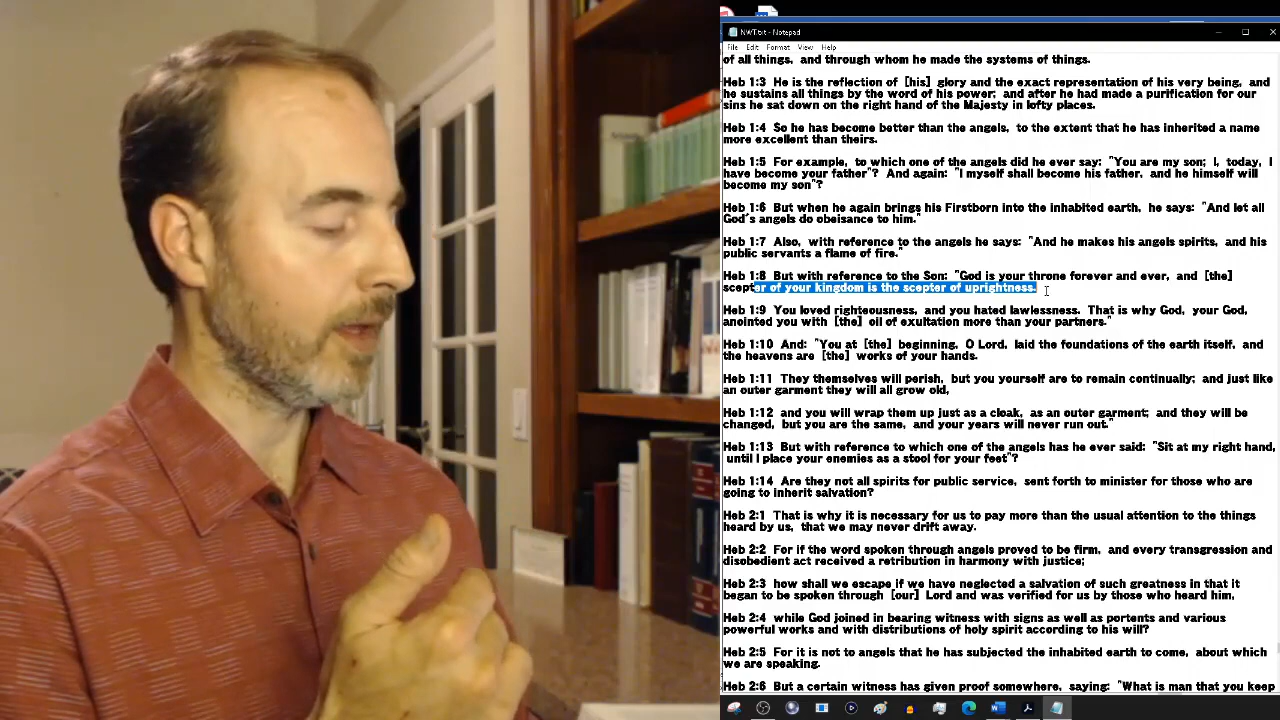 NWT.txt - Notepad
File Edit Format View Help
of all things, and through whom he made the systems of things.
Heb 1:3 He is the reflection of [his] glory and the exact representation of his very being, and
he sustains all things by the word of his power; and after he had made a purification for our
sins he sat down on the right hand of the Majesty in lofty places.
Heb 1:4 So he has become better than the angels, to the extent that he has inherited a name
more excellent than theirs.
Heb 1:5 For example, to which one of the angels did he ever say: "You are my son; I, today, I
have become your father"? And again: "I myself shall become his father, and he himself will
become my son"?
Heb 1:6 But when he again brings his Firstborn into the inhabited earth, he says: "And let all
God's angels do obeisance to him."
Heb 1:7 Also, with reference to the angels he says: "And he makes his angels spirits, and his
public servants a flame of fire."
Heb 1:8 But with reference to the Son: "God is your throne forever and ever, and [the]
scepter of your kingdom is the scepter of uprightness.
Heb 1:9 You loved righteousness, and you hated lawlessness. That is why God, your God,
anointed you with [the] oil of exultation more than your partners."
Heb 1:10 And: "You at [the] beginning, O Lord, laid the foundations of the earth itself, and
the heavens are [the] works of your hands.
Heb 1:11 They themselves will perish, but you yourself are to remain continually; and just like
an outer garment they will all grow old,
Heb 1:12 and you will wrap them up just as a cloak, as an outer garment; and they will be
changed, but you are the same, and your years will never run out."
Heb 1:13 But with reference to which one of the angels has he ever said: "Sit at my right hand,
until I place your enemies as a stool for your feet"?
Heb 1:14 Are they not all spirits for public service, sent forth to minister for those who are
going to inherit salvation?
Heb 2:1 That is why it is necessary for us to pay more than the usual attention to the things
heard by us, that we may never drift away.
Heb 2:2 For if the word spoken through angels proved to be firm, and every transgression and
disobedient act received a retribution in harmony with justice;
Heb 2:3 how shall we escape if we have neglected a salvation of such greatness in that it
began to be spoken through [our] Lord and was verified for us by those who heard him,
Heb 2:4 while God joined in bearing witness with signs as well as portents and various
powerful works and with distributions of holy spirit according to his will?
Heb 2:5 For it is not to angels that he has subjected the inhabited earth to come, about which
we are speaking.
Heb 2:6 But a certain witness has given proof somewhere, saying: "What is man that you keep